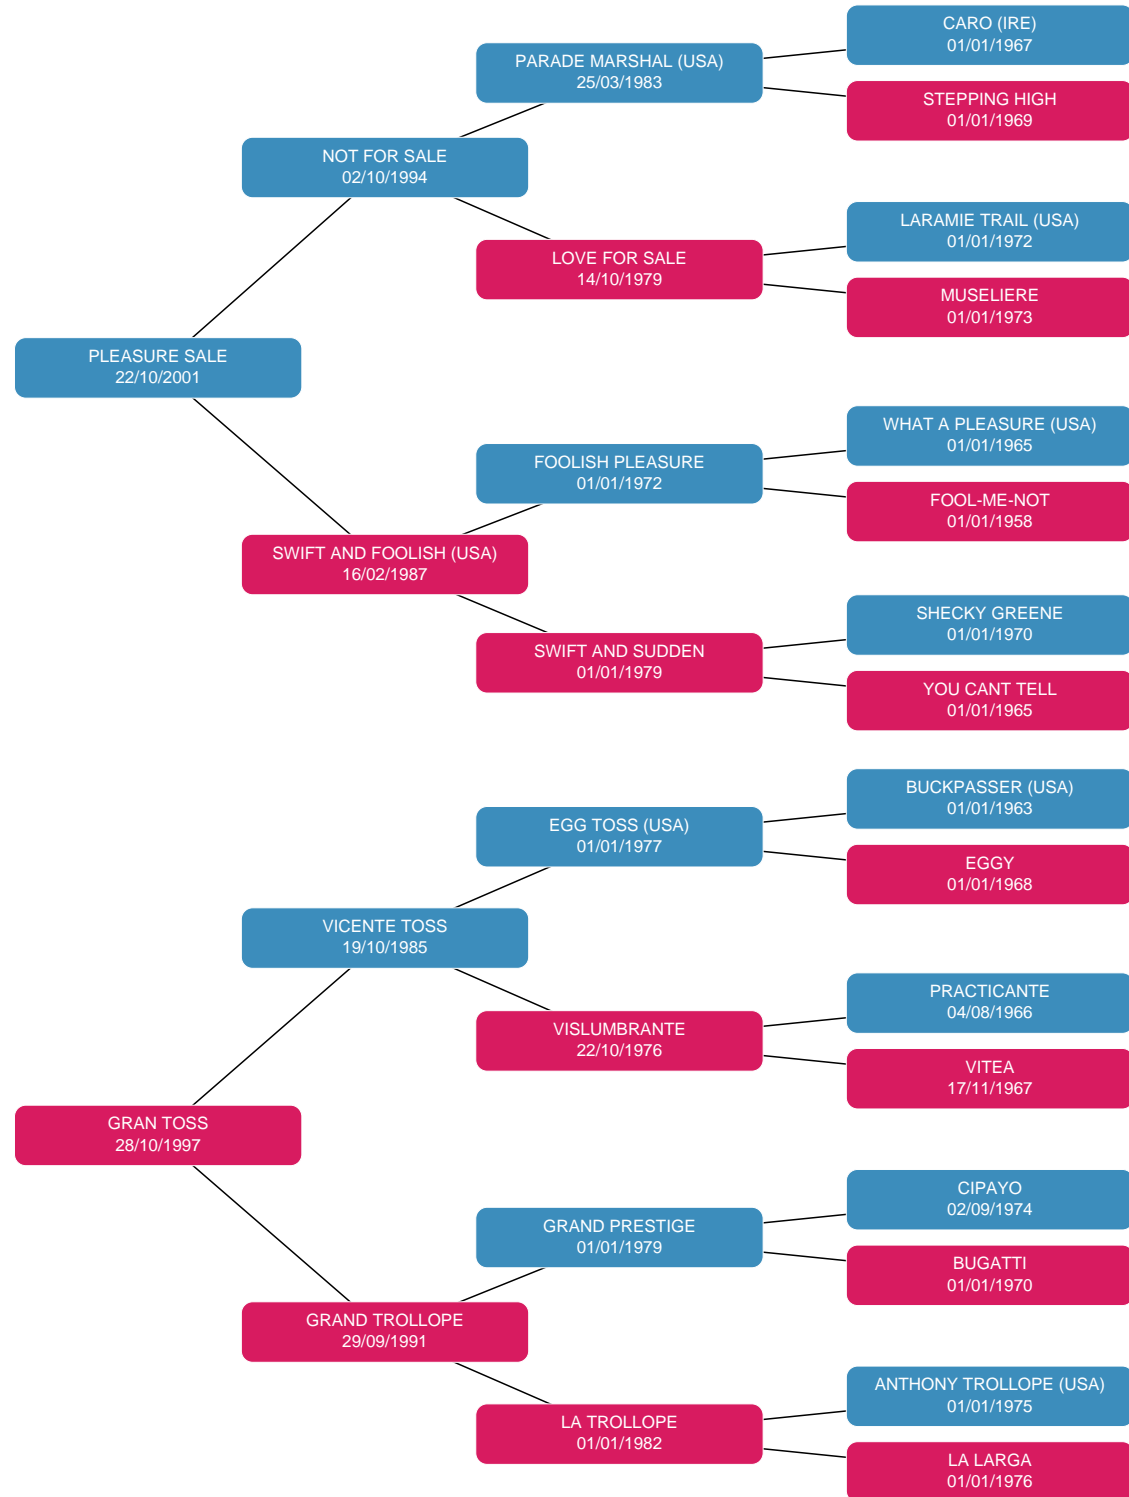 CARO (IRE)
01/01/1967
PARADE MARSHAL (USA)
25/03/1983
STEPPING HIGH
01/01/1969
NOT FOR SALE
02/10/1994
LARAMIE TRAIL (USA)
01/01/1972
LOVE FOR SALE
14/10/1979
MUSELIERE
01/01/1973
PLEASURE SALE
22/10/2001
WHAT A PLEASURE (USA)
01/01/1965
FOOLISH PLEASURE
01/01/1972
FOOL-ME-NOT
01/01/1958
SWIFT AND FOOLISH (USA)
16/02/1987
SHECKY GREENE
01/01/1970
SWIFT AND SUDDEN
01/01/1979
YOU CANT TELL
01/01/1965
BUCKPASSER (USA)
01/01/1963
EGG TOSS (USA)
01/01/1977
EGGY
01/01/1968
VICENTE TOSS
19/10/1985
PRACTICANTE
04/08/1966
VISLUMBRANTE
22/10/1976
VITEA
17/11/1967
GRAN TOSS
28/10/1997
CIPAYO
02/09/1974
GRAND PRESTIGE
01/01/1979
BUGATTI
01/01/1970
GRAND TROLLOPE
29/09/1991
ANTHONY TROLLOPE (USA)
01/01/1975
LA TROLLOPE
01/01/1982
LA LARGA
01/01/1976